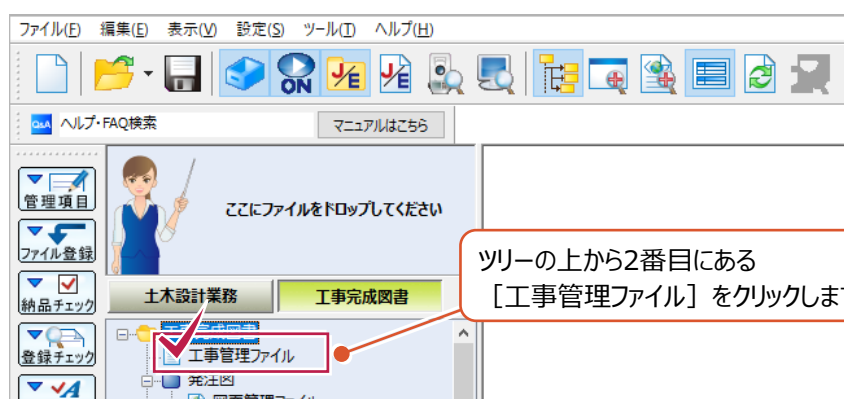 ファイル(F) 編集(E) 表示(V) 設定(S) ツール(T) ヘルプ(H)
ON J/E J/E
Q&A ヘルプ・FAQ検索 マニュアルはこちら
管理項目
ここにファイルをドロップしてください
ファイル登録
ツリーの上から2番目にある
［工事管理ファイル］をクリックしま
納品チェック
土木設計業務 工事完成図書
登録チェック
工事管理ファイル
発注図